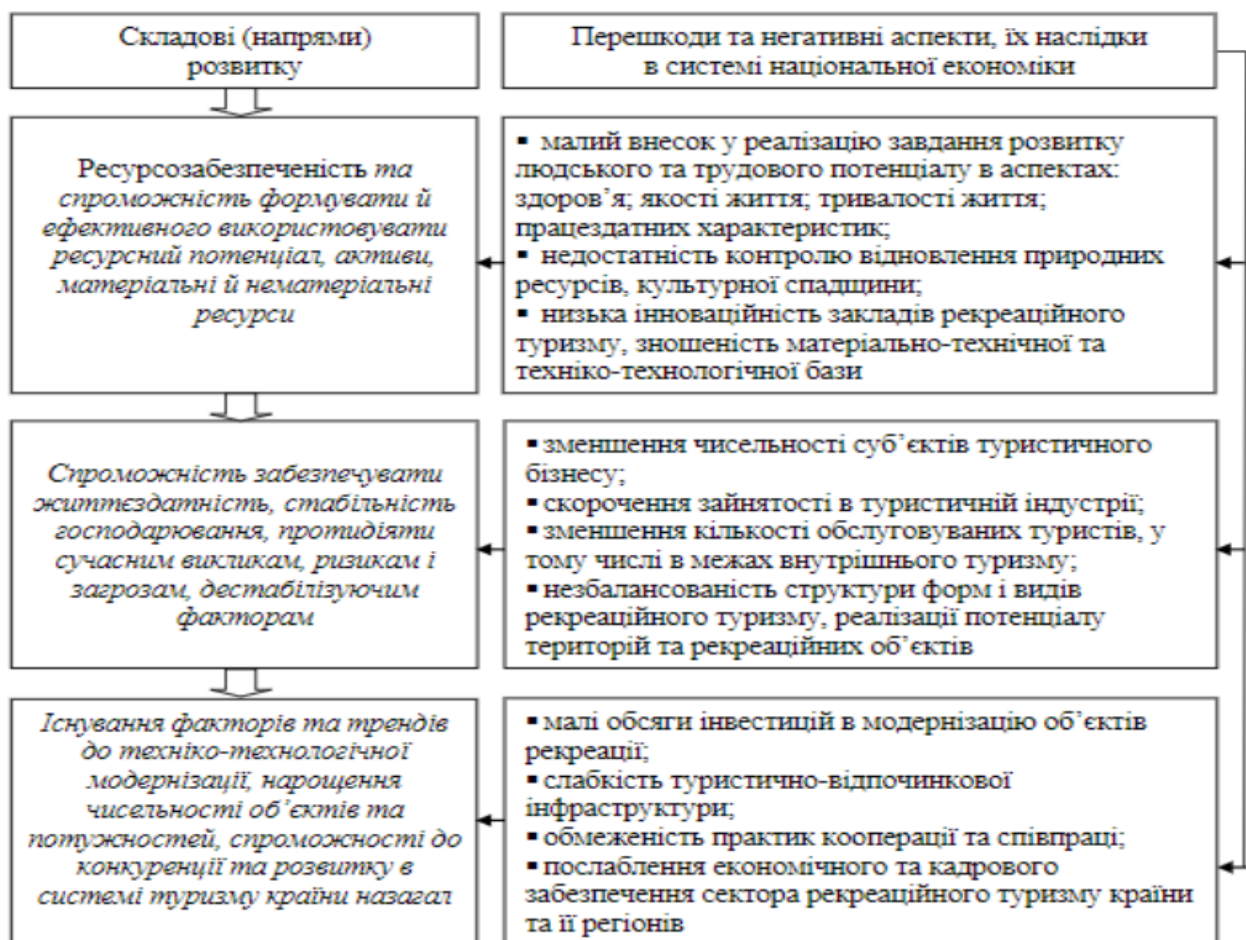 Складові (напрями)
розвитку
Перешкоди та негативні аспекти, їх наслідки
в системі національної економіки
Ресурсозабезпеченість та
спроможність формувати й
ефективного використовувати
ресурсний потенціал, активи,
матеріальні й нематеріальні
ресурси
▪ малий внесок у реалізацію завдання розвитку
людського та трудового потенціалу в аспектах:
здоров’я; якості життя; тривалості життя;
працездатних характеристик;
▪ недостатність контролю відновлення природних
ресурсів, культурної спадщини;
▪ низька інноваційність закладів рекреаційного
туризму, зношеність матеріально-технічної та
техніко-технологічної бази
Спроможність забезпечувати
життєздатність, стабільність
господарювання, протидіяти
сучасним викликам, ризикам і
загрозам, дестабілізуючим
факторам
▪ зменшення чисельності суб’єктів туристичного
бізнесу;
▪ скорочення зайнятості в туристичній індустрії;
▪ зменшення кількості обслуговуваних туристів, у
тому числі в межах внутрішнього туризму;
▪ незбалансованість структури форм і видів
рекреаційного туризму, реалізації потенціалу
територій та рекреаційних об’єктів
Існування факторів та трендів
до техніко-технологічної
модернізації, нарощення
чисельності об’єктів та
потужностей, спроможності до
конкуренції та розвитку в
системі туризму країни назагал
▪ малі обсяги інвестицій в модернізацію об’єктів
рекреації;
▪ слабкість туристично-відпочинкової
інфраструктури;
▪ обмеженість практик кооперації та співпраці;
▪ послаблення економічного та кадрового
забезпечення сектора рекреаційного туризму країни
та її регіонів